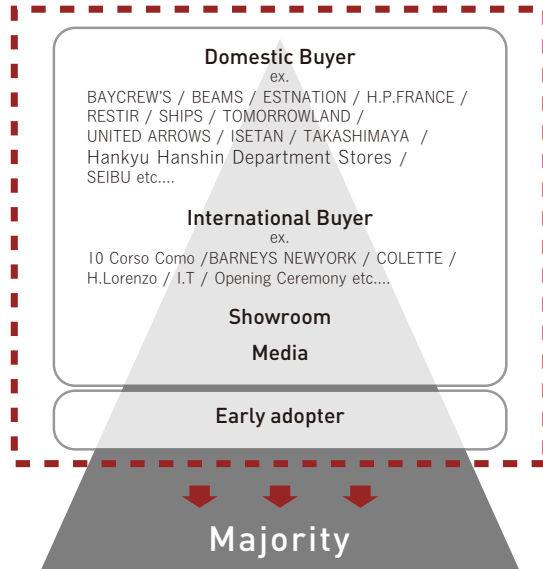 Domestic Buyer
ex.
BAYCREW'S / BEAMS / ESTNATION / H.P.FRANCE /
RESTIR / SHIPS / TOMORROWLAND /
UNITED ARROWS / ISETAN / TAKASHIMAYA /
Hankyu Hanshin Department Stores /
SEIBU etc....
International Buyer
ex.
10 Corso Como /BARNEYS NEWYORK / COLETTE /
H.Lorenzo / I.T / Opening Ceremony etc....
Showroom
Media
Early adopter
Majority